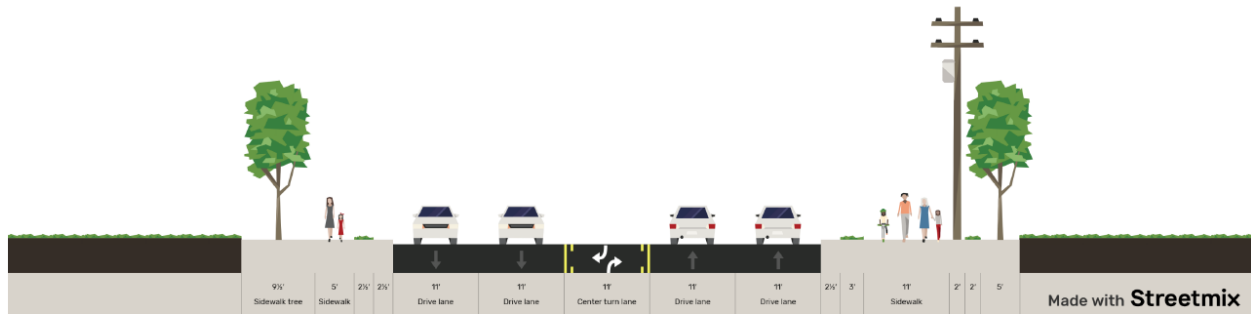 9½' 5' 2½' 2½' 11' 11' 11' 11' 11' 2½' 3' 11' 2' 2' 5'
Sidewalk tree Sidewalk Drive lane Drive lane Center turn lane Drive lane Drive lane Sidewalk
Made with Streetmix